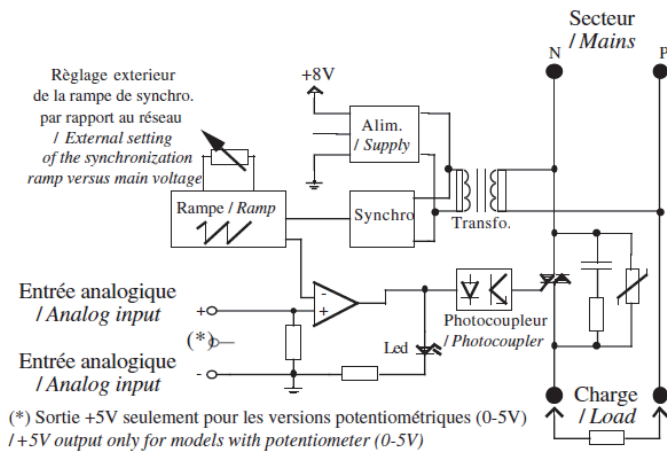 Secteur
/ Mains
N
P
Règlage exterieur
de la rampe de synchro.
par rapport au réseau
/ External setting
of the synchronization
ramp versus main voltage
+8V
Alim.
/ Supply
Rampe / Ramp
Synchro
Transfo.
Entrée analogique
/ Analog input
+
(*)
-
+
Photocoupleur
/ Photocoupler
Led
Entrée analogique
/ Analog input
-
Charge
/ Load
(*) Sortie +5V seulement pour les versions potentiométriques (0-5V)
/ +5V output only for models with potentiometer (0-5V)